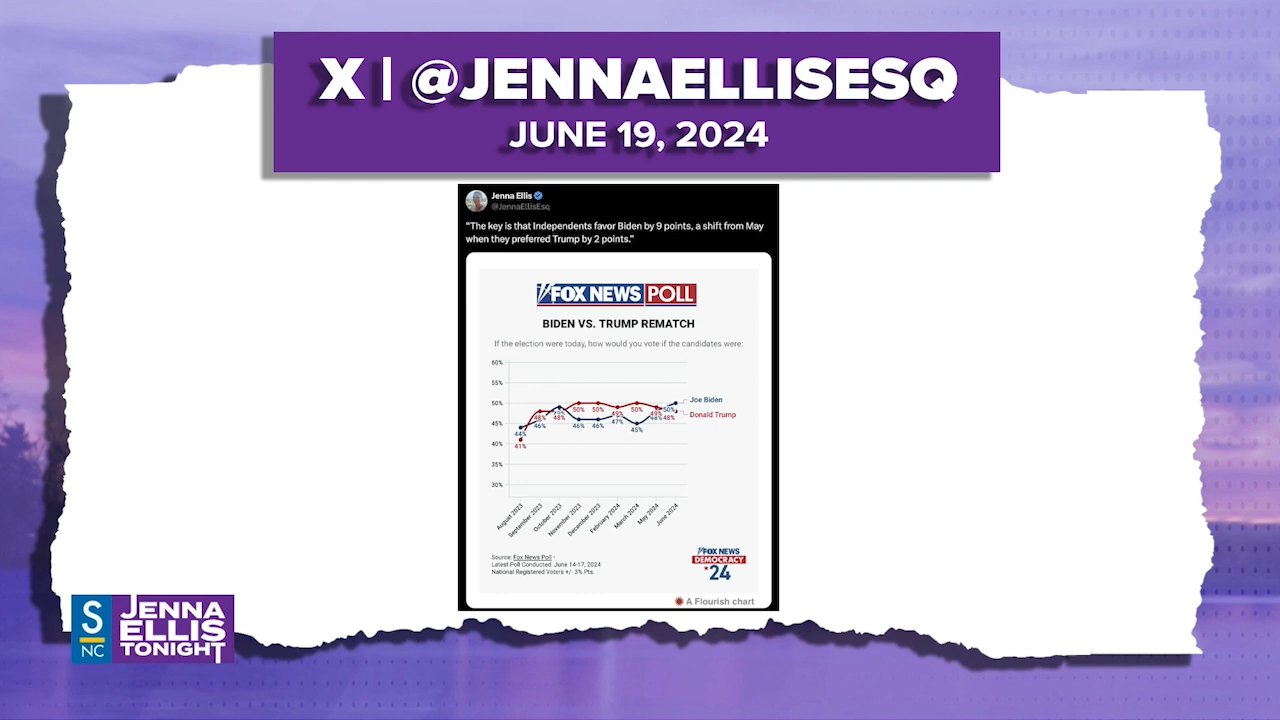 X | @JENNAELLISESQ
JUNE 19, 2024
Jenna Ellis
@JennaEllisEsq
“The key is that Independents favor Biden by 9 points, a shift from May
when they preferred Trump by 2 points.”
FOX NEWS POLL
BIDEN VS. TRUMP REMATCH
If the election were today, how would you vote if the candidates were:
60%
55%
50%
45%
40%
35%
30%
44%
41%
48%
46%
48%
50%
46%
50%
46%
49%
47%
50%
45%
49%
48%
50%
48%
Joe Biden
Donald Trump
August 2023
September 2023
October 2023
November 2023
December 2023
February 2024
March 2024
May 2024
June 2024
Source: Fox News Poll ·
Latest Poll Conducted: June 14-17, 2024
National Registered Voters +/- 3% Pts.
FOX NEWS
DEMOCRACY
'24
A Flourish chart
S
NC
JENNA
ELLIS
TONIGHT